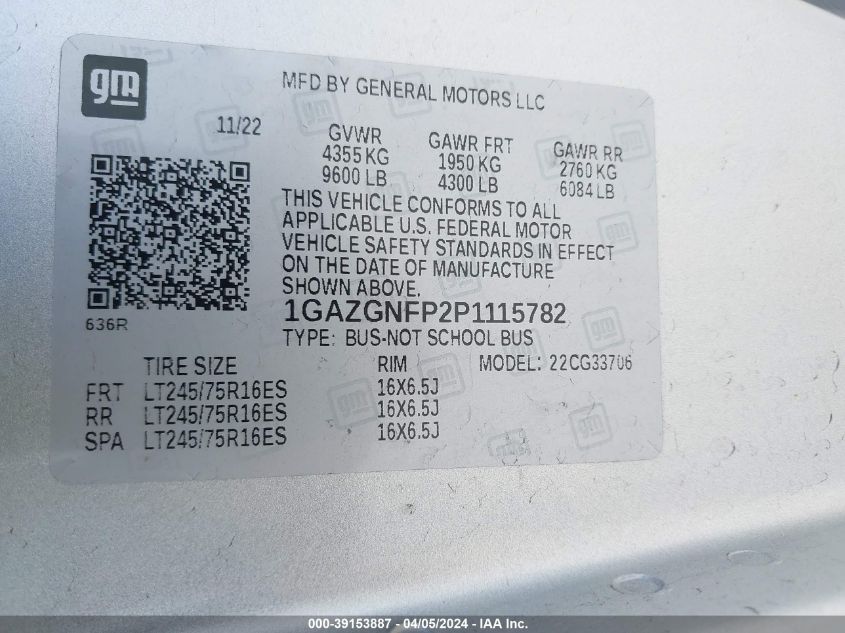 gm
MFD BY GENERAL MOTORS LLC
11/22
GVWR
4355 KG
9600 LB
GAWR FRT
1950 KG
4300 LB
GAWR RR
2760 KG
6084 LB
THIS VEHICLE CONFORMS TO ALL
APPLICABLE U.S. FEDERAL MOTOR
VEHICLE SAFETY STANDARDS IN EFFECT
ON THE DATE OF MANUFACTURE
SHOWN ABOVE.
1GAZGNFP2P1115782
TYPE: BUS-NOT SCHOOL BUS
636R
TIRE SIZE RIM MODEL: 22CG33706
FRT LT245/75R16ES 16X6.5J
RR LT245/75R16ES 16X6.5J
SPA LT245/75R16ES 16X6.5J
000-39153887 - 04/05/2024 - IAA Inc.